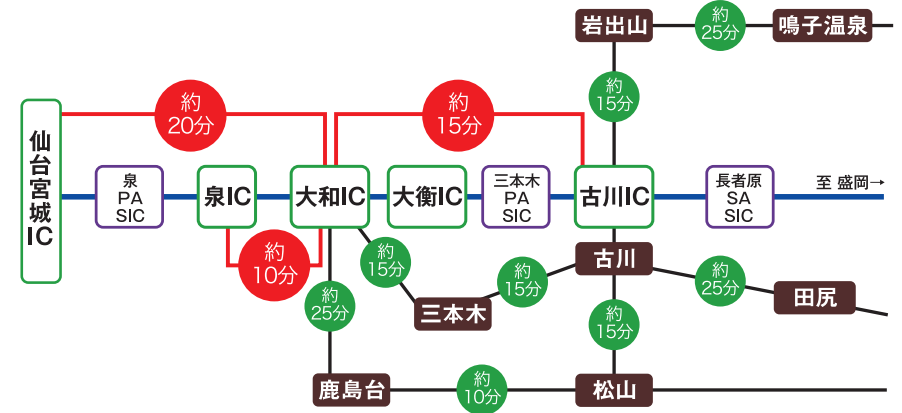 岩出山
約
25分
鳴子温泉
約
15分
約
20分
約
15分
仙台宮城IC
泉
PA
SIC
泉IC
大和IC
大衡IC
三本木
PA
SIC
古川IC
長者原
SA
SIC
至 盛岡→
約
10分
約
15分
約
25分
三本木
約
15分
古川
約
25分
田尻
約
15分
鹿島台
約
10分
松山